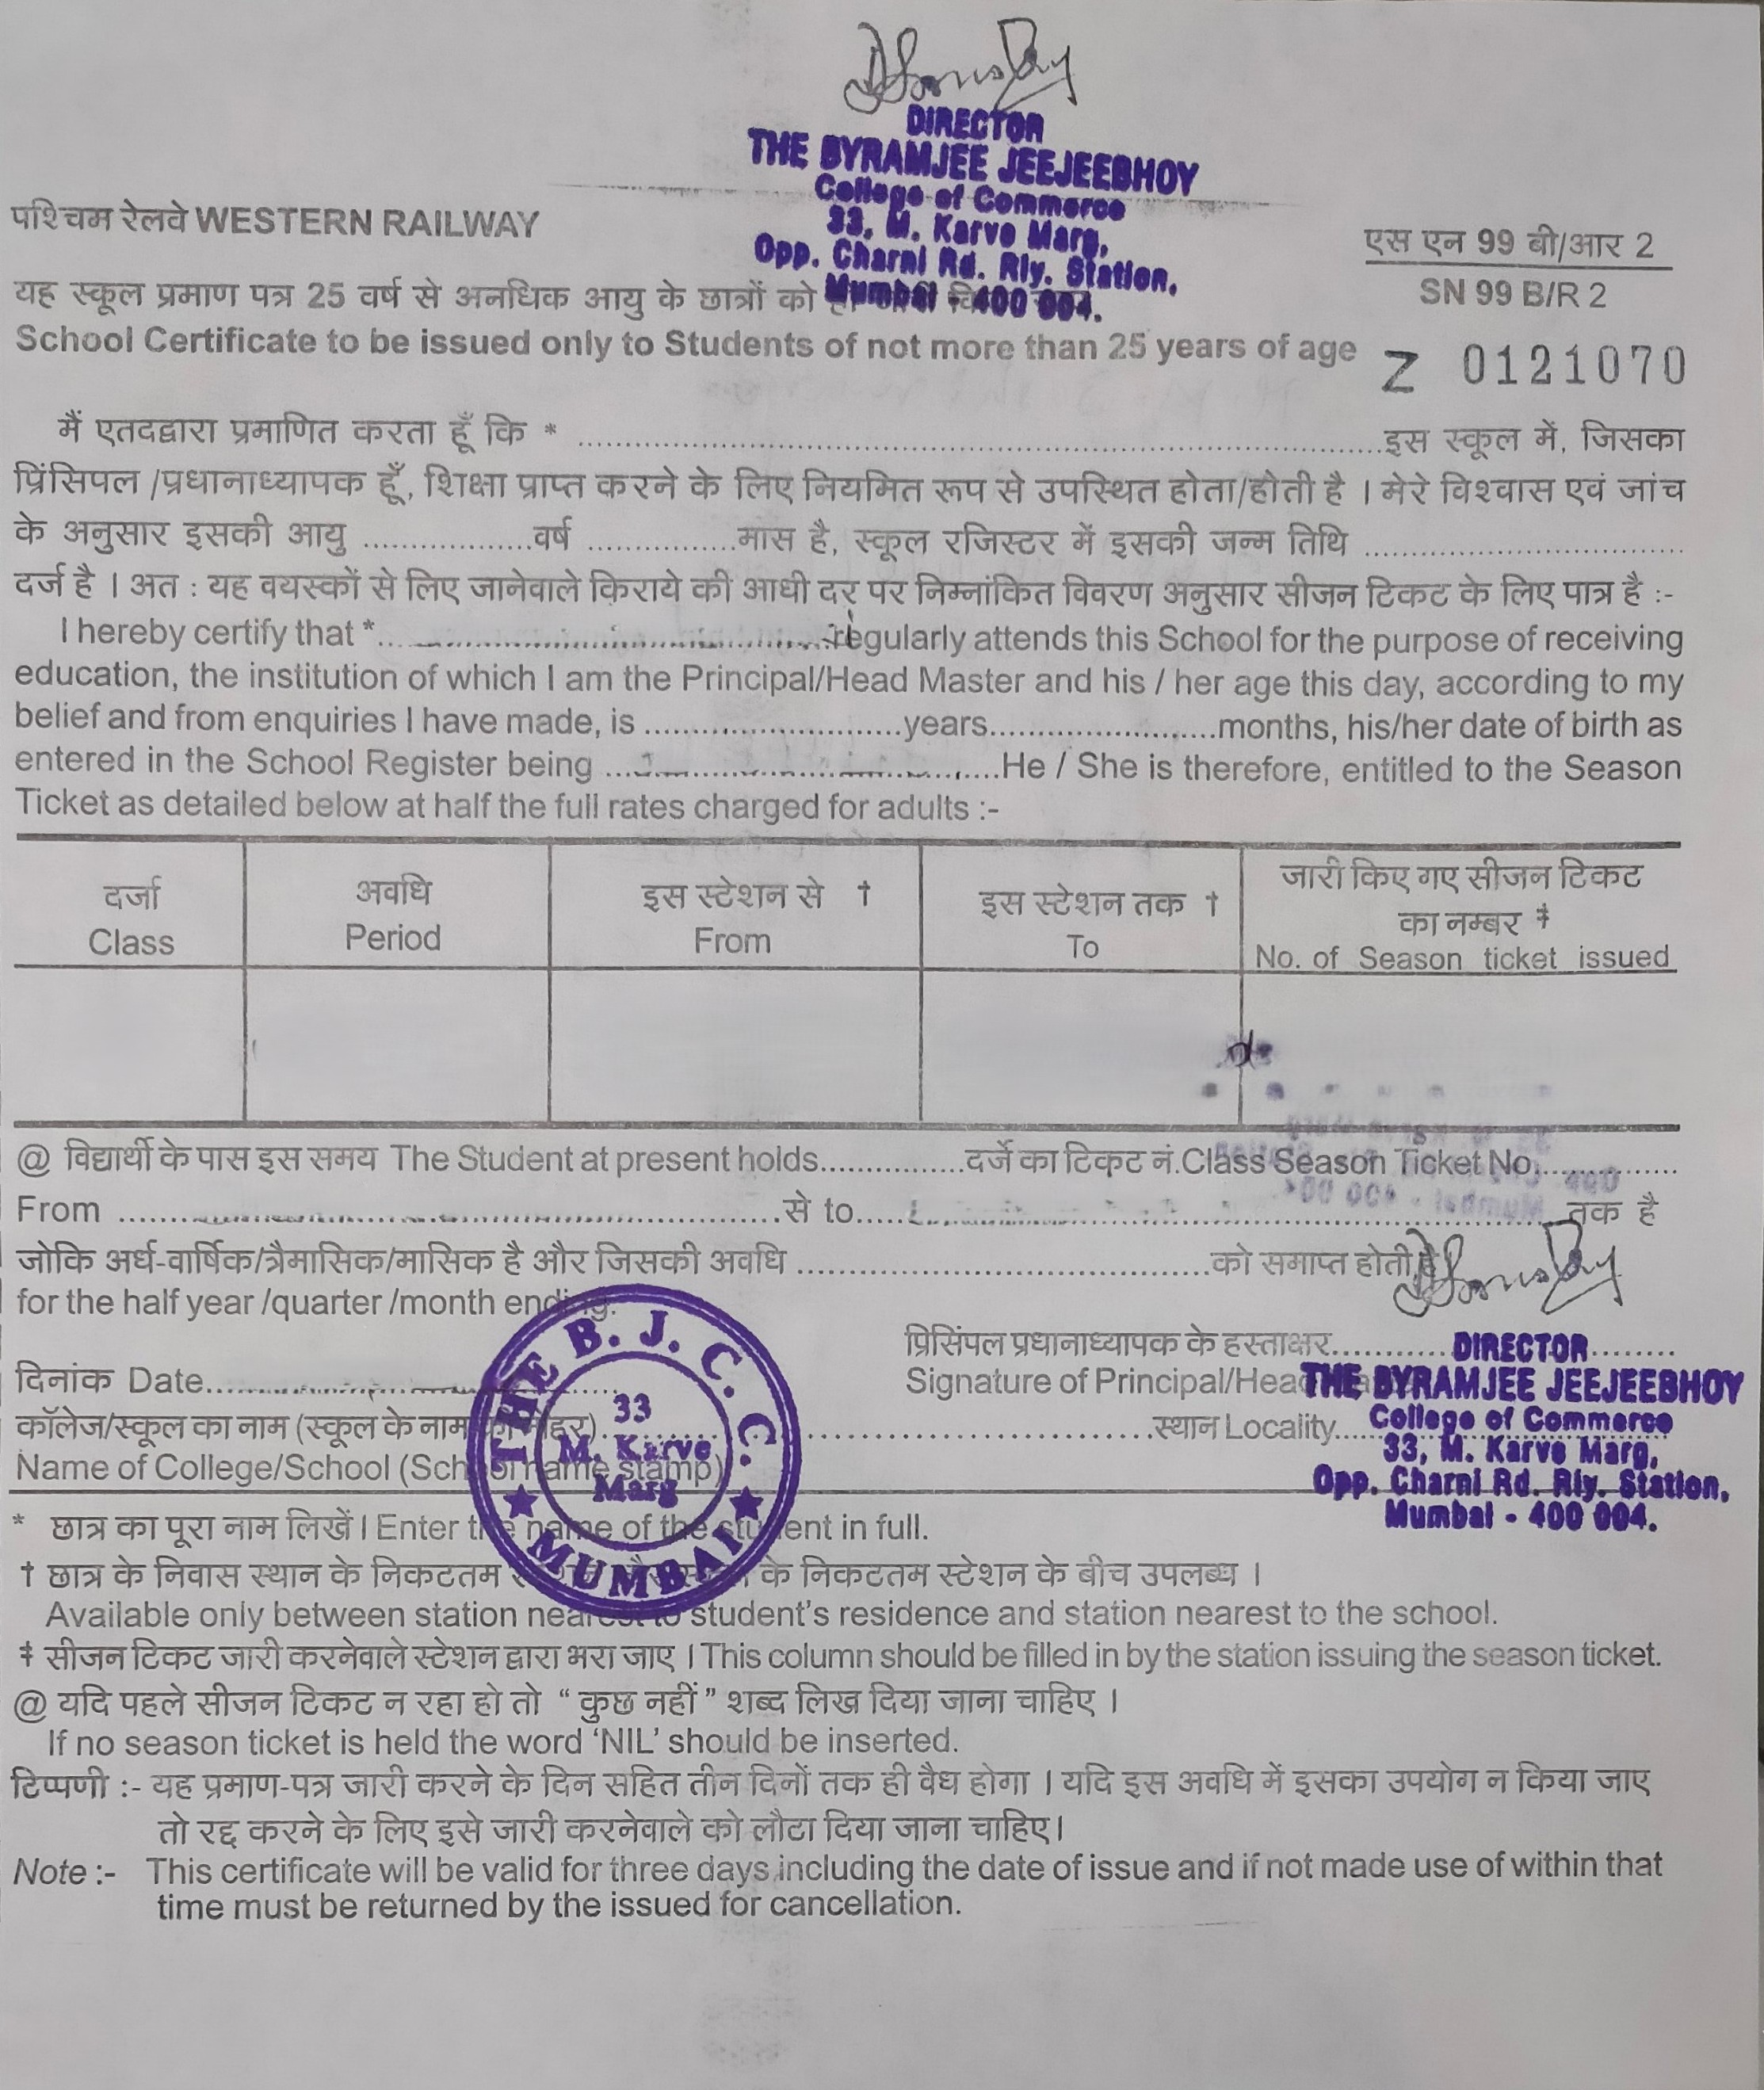 DIRECTOR
THE BYRAMJEE JEEJEEBHOY
College of Commerce
33, M. Karve Marg,
Opp. Charni Rd. Rly. Station,
Mumbai - 400 004.
पश्चिम रेलवे WESTERN RAILWAY
एस एन 99 बी/आर 2
SN 99 B/R 2
यह स्कूल प्रमाण पत्र 25 वर्ष से अनधिक आयु के छात्रों को
School Certificate to be issued only to Students of not more than 25 years of age
Z 0121070
मैं एतदद्वारा प्रमाणित करता हूँ कि * ........................ इस स्कूल में, जिसका
प्रिंसिपल /प्रधानाध्यापक हूँ, शिक्षा प्राप्त करने के लिए नियमित रूप से उपस्थित होता/होती है । मेरे विश्वास एवं जांच
के अनुसार इसकी आयु ................वर्ष ..............मास है, स्कूल रजिस्टर में इसकी जन्म तिथि ..............................
दर्ज है । अत : यह वयस्कों से लिए जानेवाले किराये की आधी दर पर निम्नांकित विवरण अनुसार सीजन टिकट के लिए पात्र है :-
I hereby certify that *........................regularly attends this School for the purpose of receiving
education, the institution of which I am the Principal/Head Master and his / her age this day, according to my
belief and from enquiries I have made, is ........................years......................months, his/her date of birth as
entered in the School Register being ........................He / She is therefore, entitled to the Season
Ticket as detailed below at half the full rates charged for adults :-
दर्जा
Class
अवधि
Period
इस स्टेशन से †
From
इस स्टेशन तक †
To
जारी किए गए सीजन टिकट
का नम्बर ‡
No. of Season ticket issued
@ विद्यार्थी के पास इस समय The Student at present holds..............दर्जे का टिकट नं.Class Season Ticket No..............
From ........................से to........................तक है
जोकि अर्ध-वार्षिक/त्रैमासिक/मासिक है और जिसकी अवधि ........................को समाप्त होती है
for the half year /quarter /month ending.
प्रिसिंपल प्रधानाध्यापक के हस्ताक्षर....................
दिनांक Date........................
Signature of Principal/Head
DIRECTOR
THE BYRAMJEE JEEJEEBHOY
College of Commerce
33, M. Karve Marg,
Opp. Charni Rd. Rly. Station,
Mumbai - 400 004.
कॉलेज/स्कूल का नाम (स्कूल के नाम की मोहर)........................स्थान Locality.....
Name of College/School (School name stamp)
THE B. J. C. C.
33
M. Karve
Marg
★ MUMBAI ★
* छात्र का पूरा नाम लिखें । Enter the name of the student in full.
† छात्र के निवास स्थान के निकटतम के निकटतम स्टेशन के बीच उपलब्ध ।
Available only between station nearest to student's residence and station nearest to the school.
‡ सीजन टिकट जारी करनेवाले स्टेशन द्वारा भरा जाए । This column should be filled in by the station issuing the season ticket.
@ यदि पहले सीजन टिकट न रहा हो तो “ कुछ नहीं ” शब्द लिख दिया जाना चाहिए ।
If no season ticket is held the word ‘NIL’ should be inserted.
टिप्पणी :- यह प्रमाण-पत्र जारी करने के दिन सहित तीन दिनों तक ही वैध होगा । यदि इस अवधि में इसका उपयोग न किया जाए
तो रद्द करने के लिए इसे जारी करनेवाले को लौटा दिया जाना चाहिए।
Note :- This certificate will be valid for three days,including the date of issue and if not made use of within that
time must be returned by the issued for cancellation.